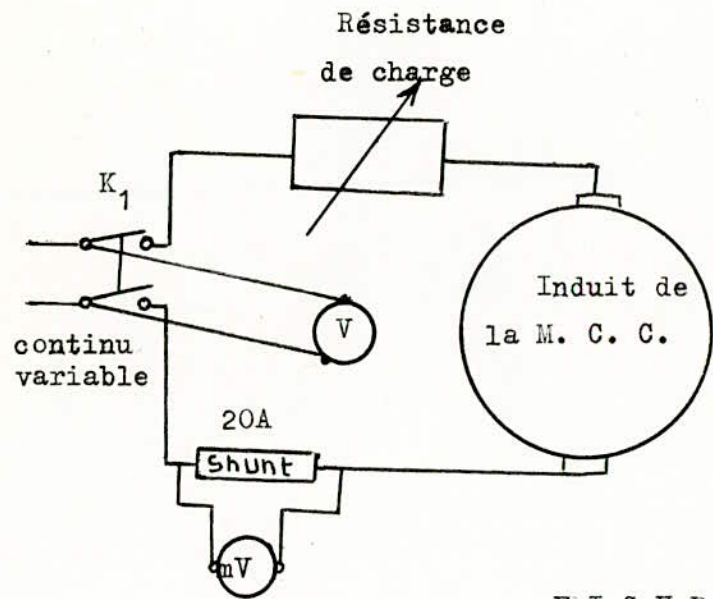 Résistance
de charge
K1
Induit de
la M. C. C.
V
continu
variable
20A
Shunt
mV